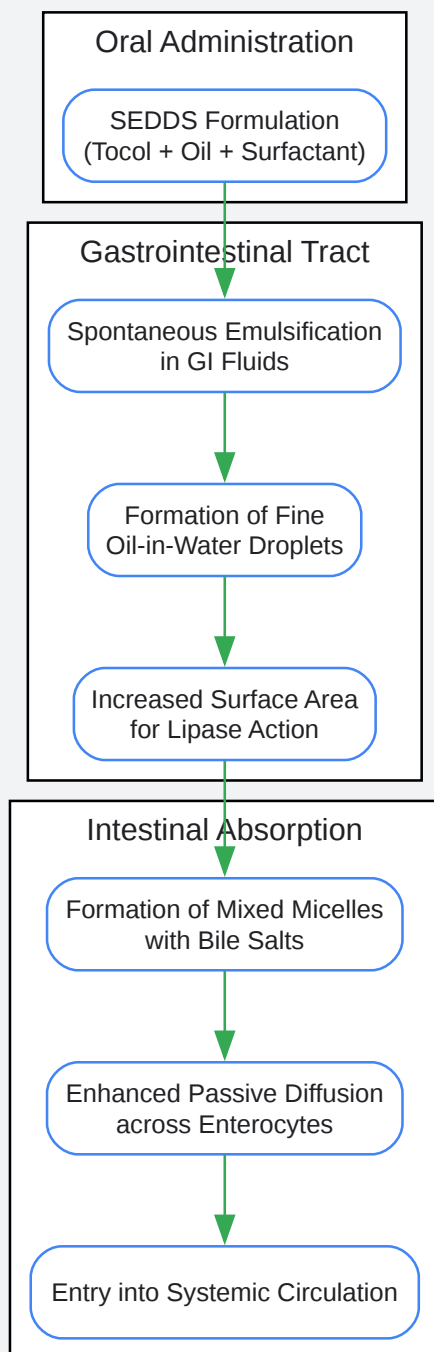 Oral Administration
SEDDS Formulation
(Tocol + Oil + Surfactant)
Gastrointestinal Tract
Spontaneous Emulsification
in GI Fluids
Formation of Fine
Oil-in-Water Droplets
Increased Surface Area
for Lipase Action
Intestinal Absorption
Formation of Mixed Micelles
with Bile Salts
Enhanced Passive Diffusion
across Enterocytes
Entry into Systemic Circulation